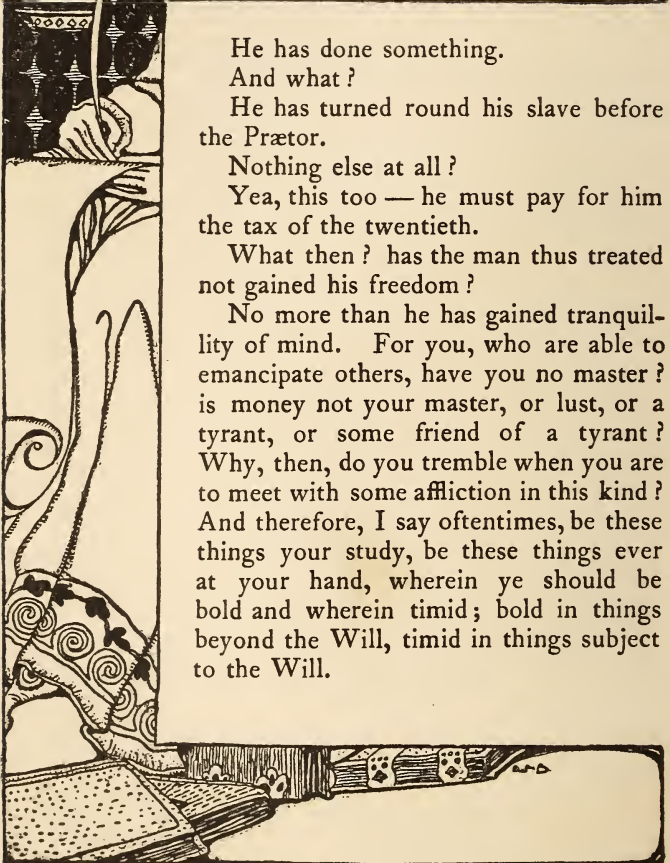 He has done something.
And what ?
He has turned round his slave before
the Prætor.
Nothing else at all ?
Yea, this too — he must pay for him
the tax of the twentieth.
What then ? has the man thus treated
not gained his freedom ?
No more than he has gained tranquil-
lity of mind. For you, who are able to
emancipate others, have you no master ?
is money not your master, or lust, or a
tyrant, or some friend of a tyrant ?
Why, then, do you tremble when you are
to meet with some affliction in this kind ?
And therefore, I say oftentimes, be these
things your study, be these things ever
at your hand, wherein ye should be
bold and wherein timid ; bold in things
beyond the Will, timid in things subject
to the Will.